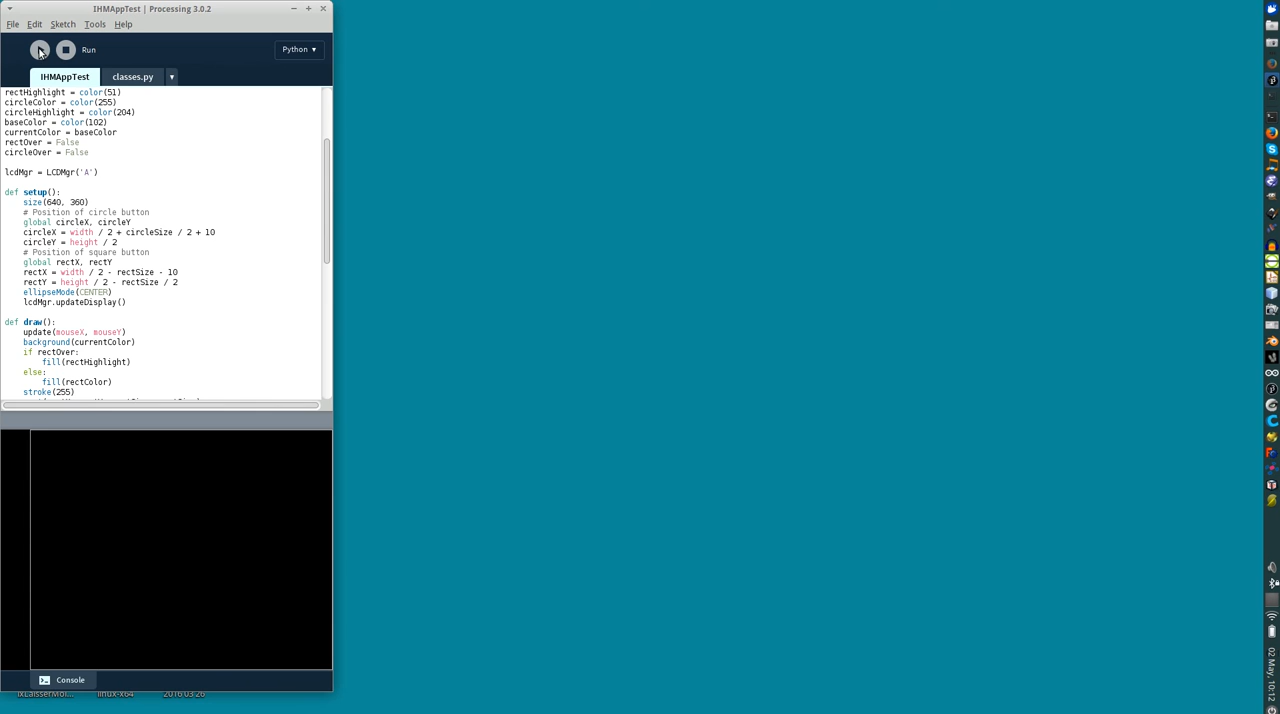 IHMAppTest | Processing 3.0.2
File Edit Sketch Tools Help
Run
Python ▾
IHMAppTest classes.py ▾
rectHighlight = color(51)
circleColor = color(255)
circleHighlight = color(204)
baseColor = color(102)
currentColor = baseColor
rectOver = False
circleOver = False
lcdMgr = LCDMgr('A')
def setup():
size(640, 360)
# Position of circle button
global circleX, circleY
circleX = width / 2 + circleSize / 2 + 10
circleY = height / 2
# Position of square button
global rectX, rectY
rectX = width / 2 - rectSize - 10
rectY = height / 2 - rectSize / 2
ellipseMode(CENTER)
lcdMgr.updateDisplay()
def draw():
update(mouseX, mouseY)
background(currentColor)
if rectOver:
fill(rectHighlight)
else:
fill(rectColor)
stroke(255)
Console
linux-x64 2016 03 26
02 May, 10:12